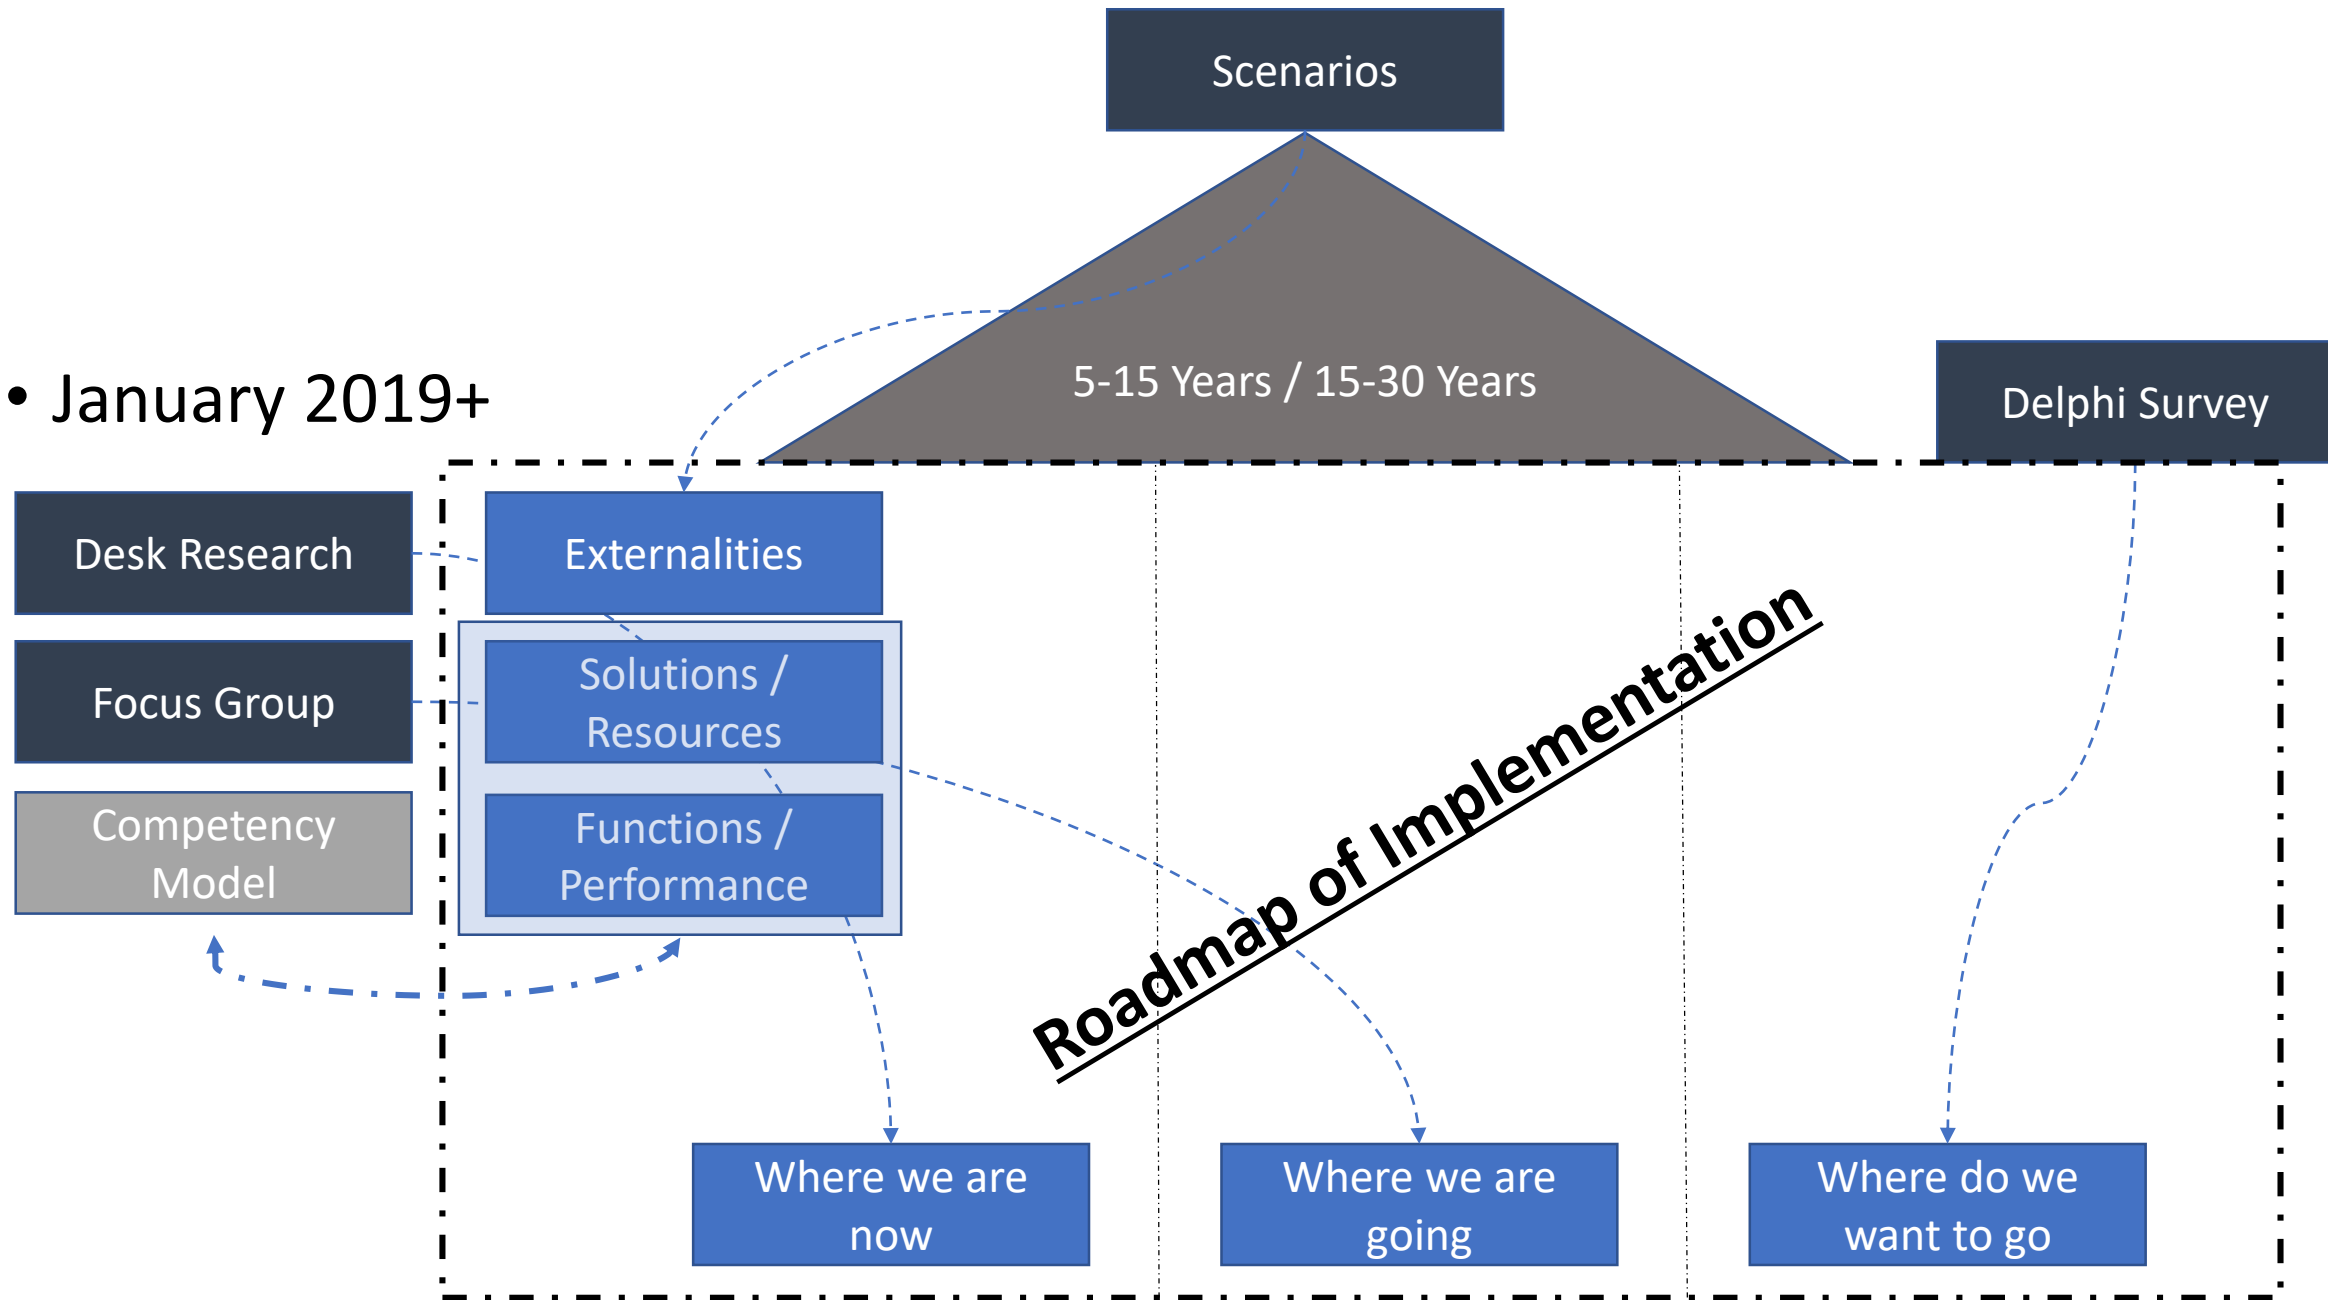 Scenarios
5-15 Years / 15-30 Years
• January 2019+
Delphi Survey
Desk Research
Externalities
Focus Group
Solutions /
Resources
Competency
Model
Functions /
Performance
Roadmap of Implementation
Where we are
now
Where we are
going
Where do we
want to go